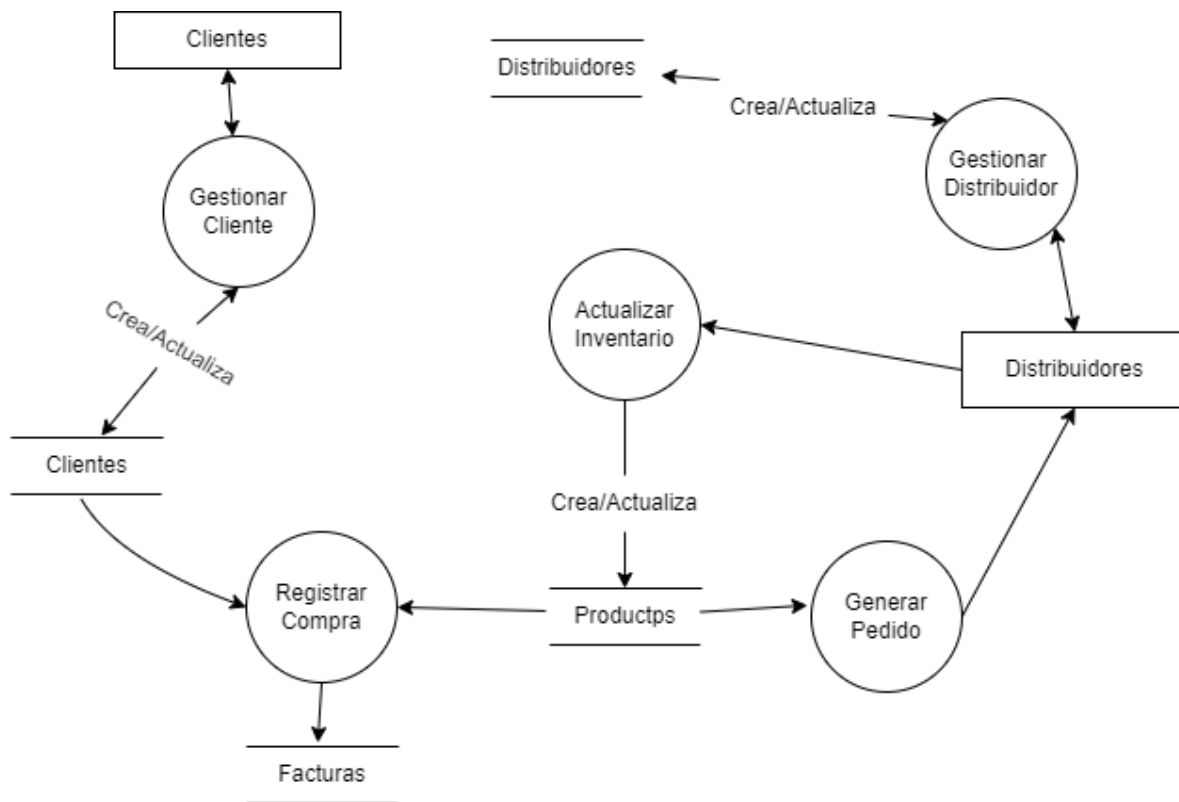 Clientes
Distribuidores
Crea/Actualiza
Gestionar
Distribuidor
Gestionar
Cliente
Crea/Actualiza
Actualizar
Inventario
Distribuidores
Clientes
Crea/Actualiza
Registrar
Compra
Productps
Generar
Pedido
Facturas